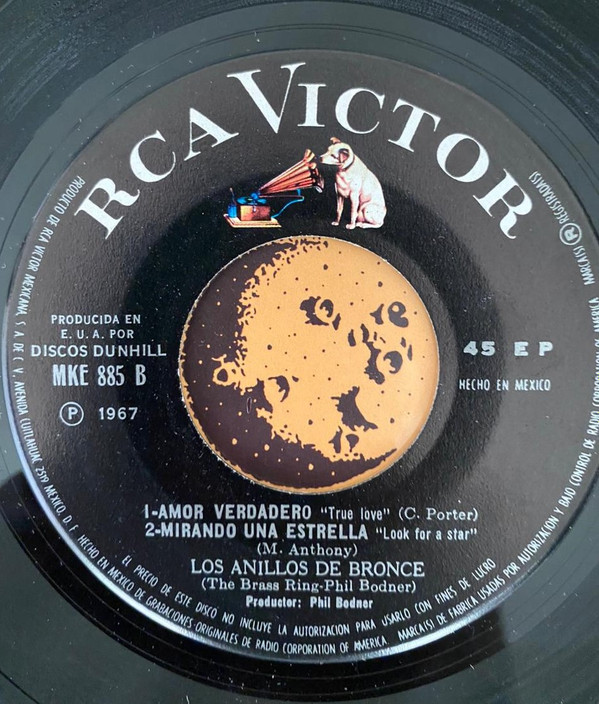 RCA VICTOR
PRODUCIDA EN
E. U. A. POR
DISCOS DUNHILL
MKE 885 B
Ⓟ 1967
45 EP
HECHO EN MEXICO
1-AMOR VERDADERO "True love" (C. Porter)
2-MIRANDO UNA ESTRELLA "Look for a star"
(M. Anthony)
LOS ANILLOS DE BRONCE
(The Brass Ring-Phil Bodner)
Productor: Phil Bodner
PRODUCTO DE RCA VICTOR MEXICANA, S. A. DE C. V. AVENIDA CUITLAHUAC 2519 MEXICO, D. F. HECHO EN MEXICO DE GRABACIONES ORIGINALES DE RADIO CORPORATION OF AMERICA. MARCA(S) DE FABRICA USADAS POR AUTORIZACION Y BAJO CONTROL DE RADIO CORPORATION OF AMERICA
MARCA(S) ® REGISTRADA(S)
EL PRECIO DE ESTE DISCO NO INCLUYE LA AUTORIZACION PARA USARLO CON FINES DE LUCRO